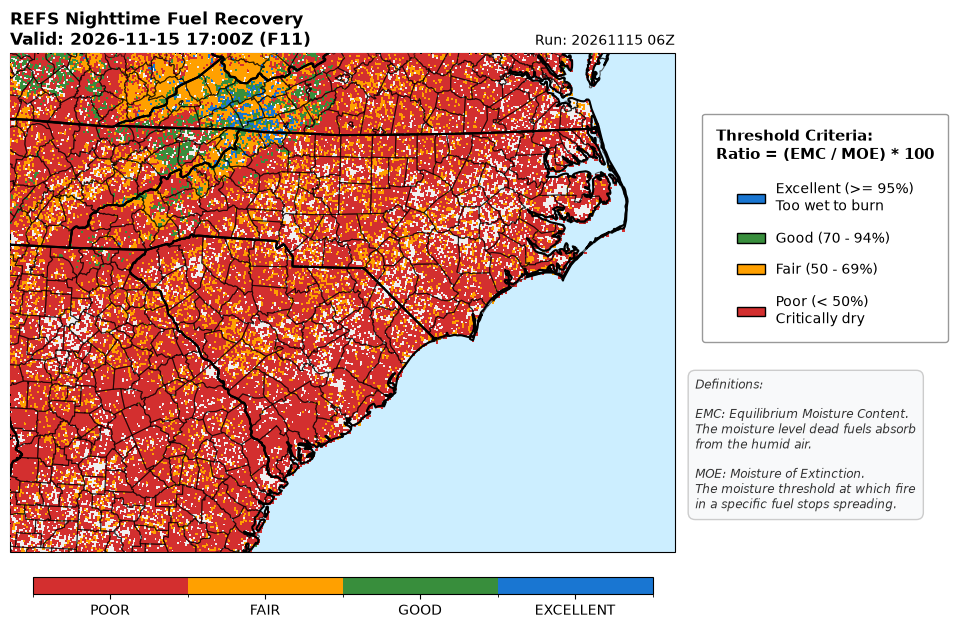 REFS Nighttime Fuel Recovery
Valid: 2026-11-15 17:00Z (F11)
Run: 20261115 06Z
Threshold Criteria:
Ratio = (EMC / MOE) * 100
Excellent (>= 95%)
Too wet to burn
Good (70 - 94%)
Fair (50 - 69%)
Poor (< 50%)
Critically dry
Definitions:
EMC: Equilibrium Moisture Content.
The moisture level dead fuels absorb
from the humid air.
MOE: Moisture of Extinction.
The moisture threshold at which fire
in a specific fuel stops spreading.
POOR FAIR GOOD EXCELLENT